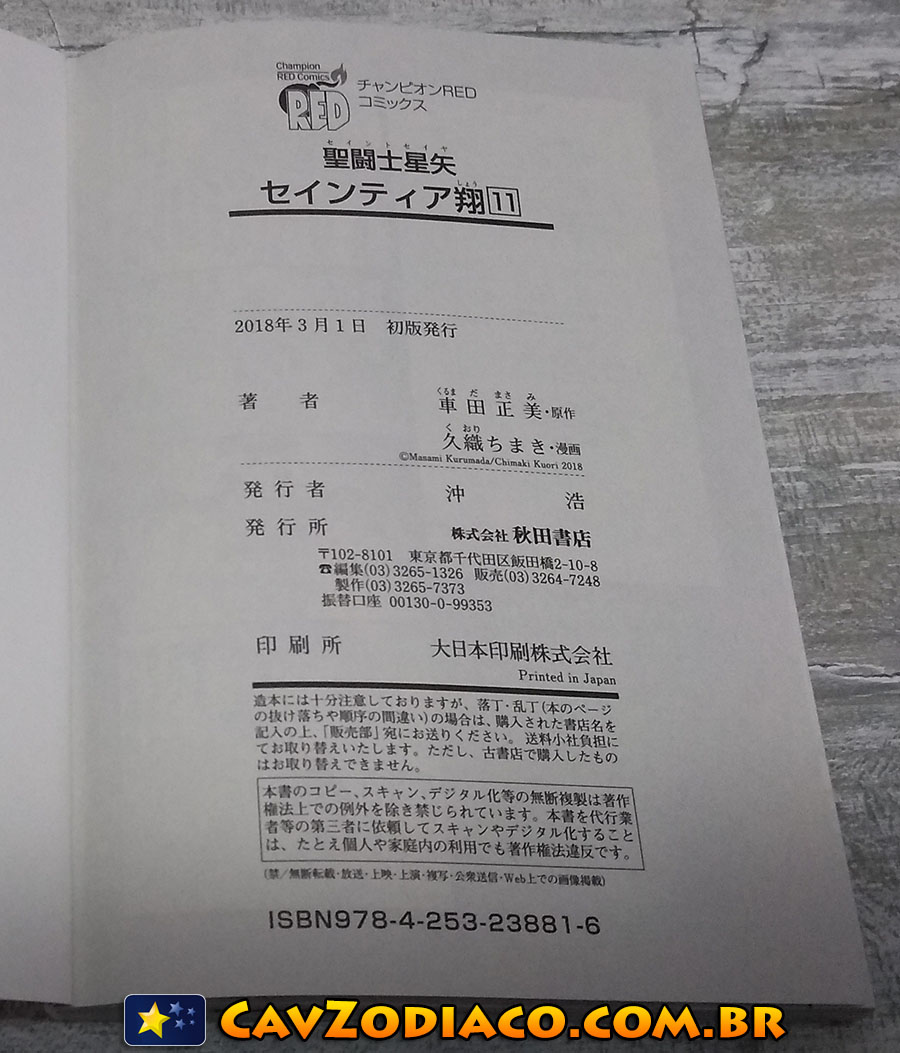 Champion
RED Comics
RED
チャンピオンRED
コミックス
セイントセイヤ
聖闘士星矢
しょう
セインティア翔11
2018年3月1日 初版発行
くるま だ まさ み
著者 車田正美・原作
く おり
久織ちまき・漫画
©Masami Kurumada/Chimaki Kuori 2018
発行者 沖 浩
発行所 株式会社 秋田書店
〒102-8101 東京都千代田区飯田橋2-10-8
☎編集(03)3265-1326 販売(03)3264-7248
製作(03)3265-7373
振替口座 00130-0-99353
印刷所 大日本印刷株式会社
Printed in Japan
造本には十分注意しておりますが、落丁・乱丁(本のページ
の抜け落ちや順序の間違い)の場合は、購入された書店名を
記入の上、「販売部」宛にお送りください。送料小社負担に
てお取り替えいたします。ただし、古書店で購入したもの
はお取り替えできません。
本書のコピー、スキャン、デジタル化等の無断複製は著作
権法上での例外を除き禁じられています。本書を代行業
者等の第三者に依頼してスキャンやデジタル化すること
は、たとえ個人や家庭内の利用でも著作権法違反です。
(禁/無断転載・放送・上映・上演・複写・公衆送信・Web上での画像掲載)
ISBN978-4-253-23881-6
CavZodiaco.com.br